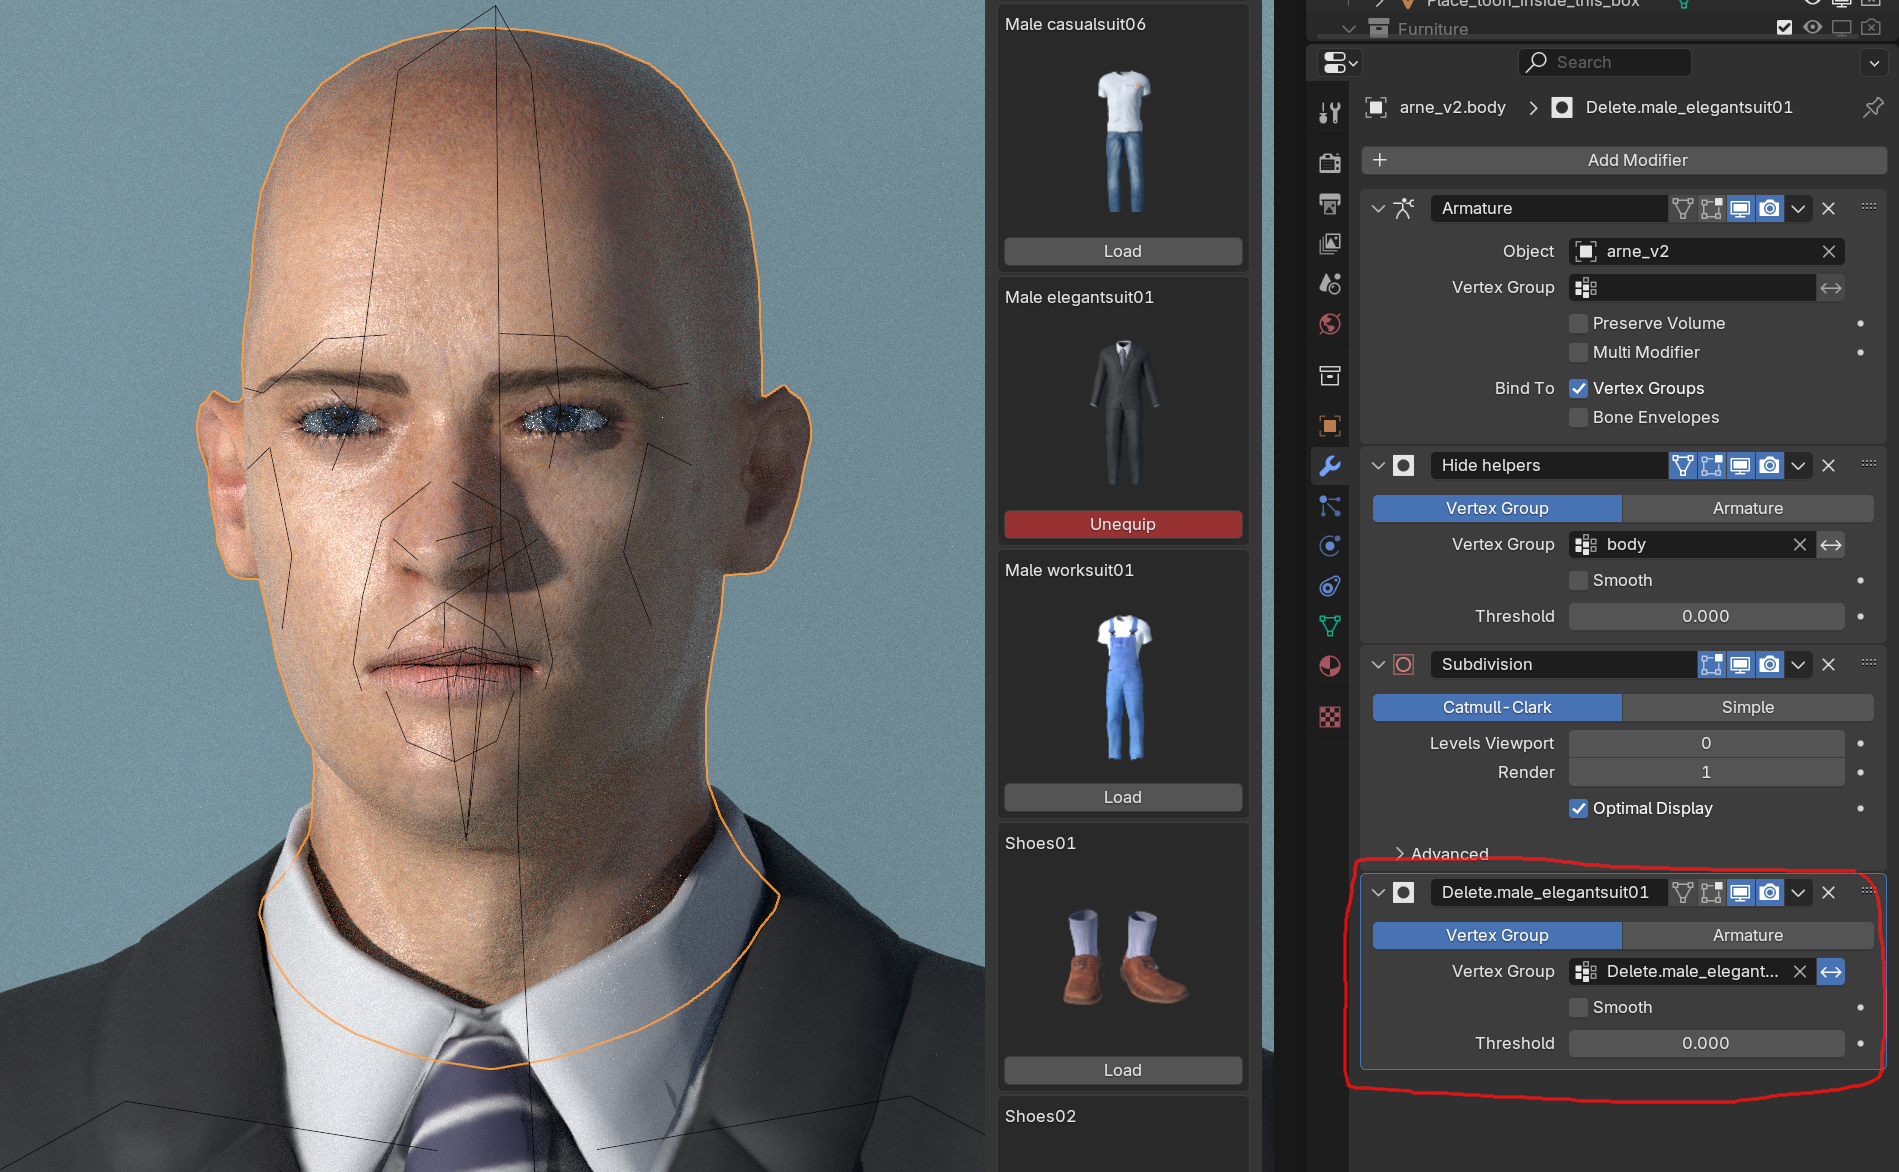 Male casualsuit06
Load
Male elegantsuit01
Unequip
Male worksuit01
Load
Shoes01
Load
Shoes02
Place_toon_inside_this_box
Furniture
Search
arne_v2.body > Delete.male_elegantsuit01
+ Add Modifier
Armature
Object arne_v2
Vertex Group
Preserve Volume
Multi Modifier
Bind To Vertex Groups
Bone Envelopes
Hide helpers
Vertex Group Armature
Vertex Group body
Smooth
Threshold 0.000
Subdivision
Catmull-Clark Simple
Levels Viewport 0
Render 1
Optimal Display
Advanced
Delete.male_elegantsuit01
Vertex Group Armature
Vertex Group Delete.male_elegant...
Smooth
Threshold 0.000